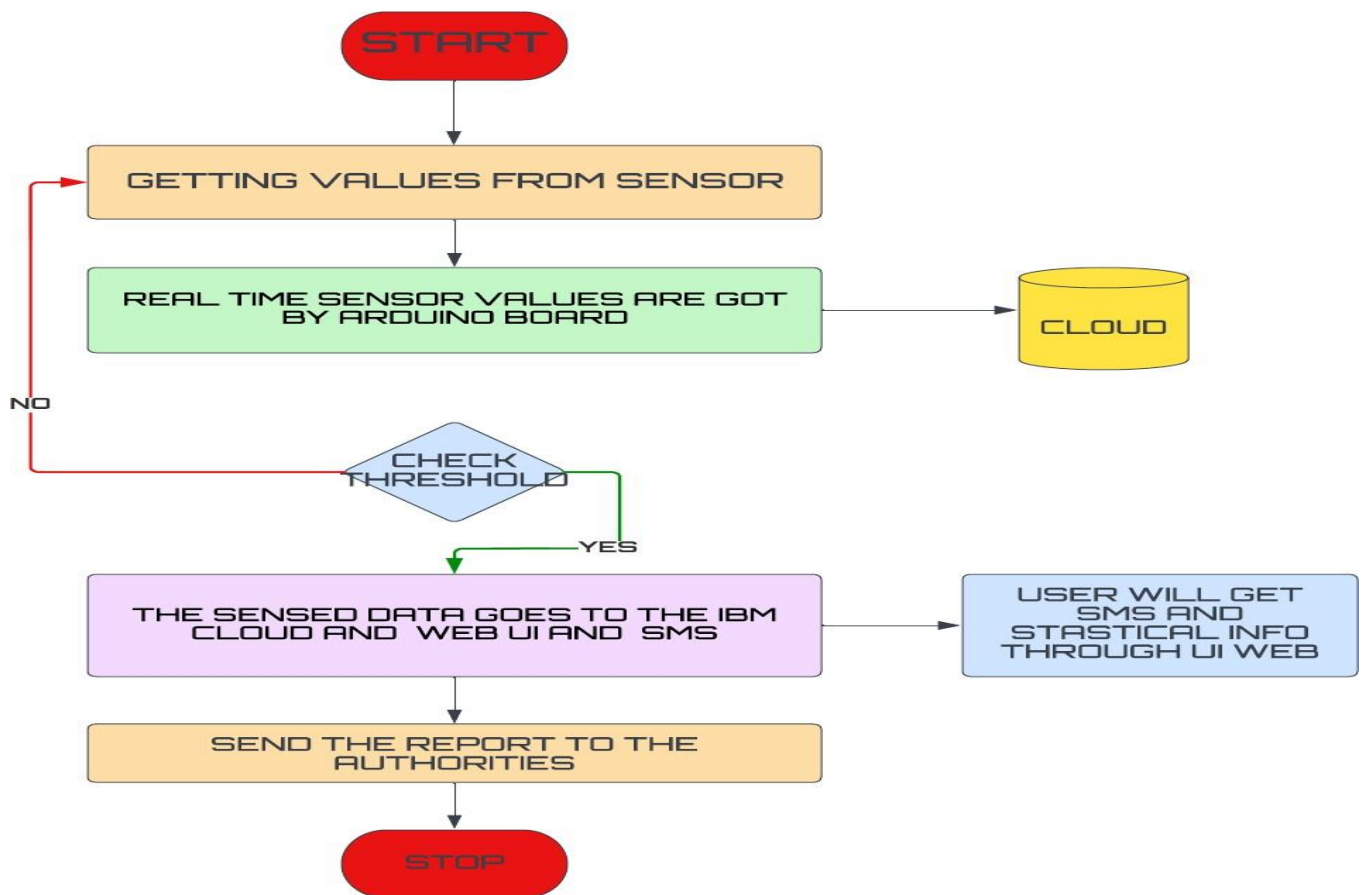 START
GETTING VALUES FROM SENSOR
REAL TIME SENSOR VALUES ARE GOT
BY ARDUINO BOARD
CLOUD
NO
CHECK
THRESHOLD
YES
THE SENSED DATA GOES TO THE IBM
CLOUD AND WEB UI AND SMS
USER WILL GET
SMS AND
STASTICAL INFO
THROUGH UI WEB
SEND THE REPORT TO THE
AUTHORITIES
STOP